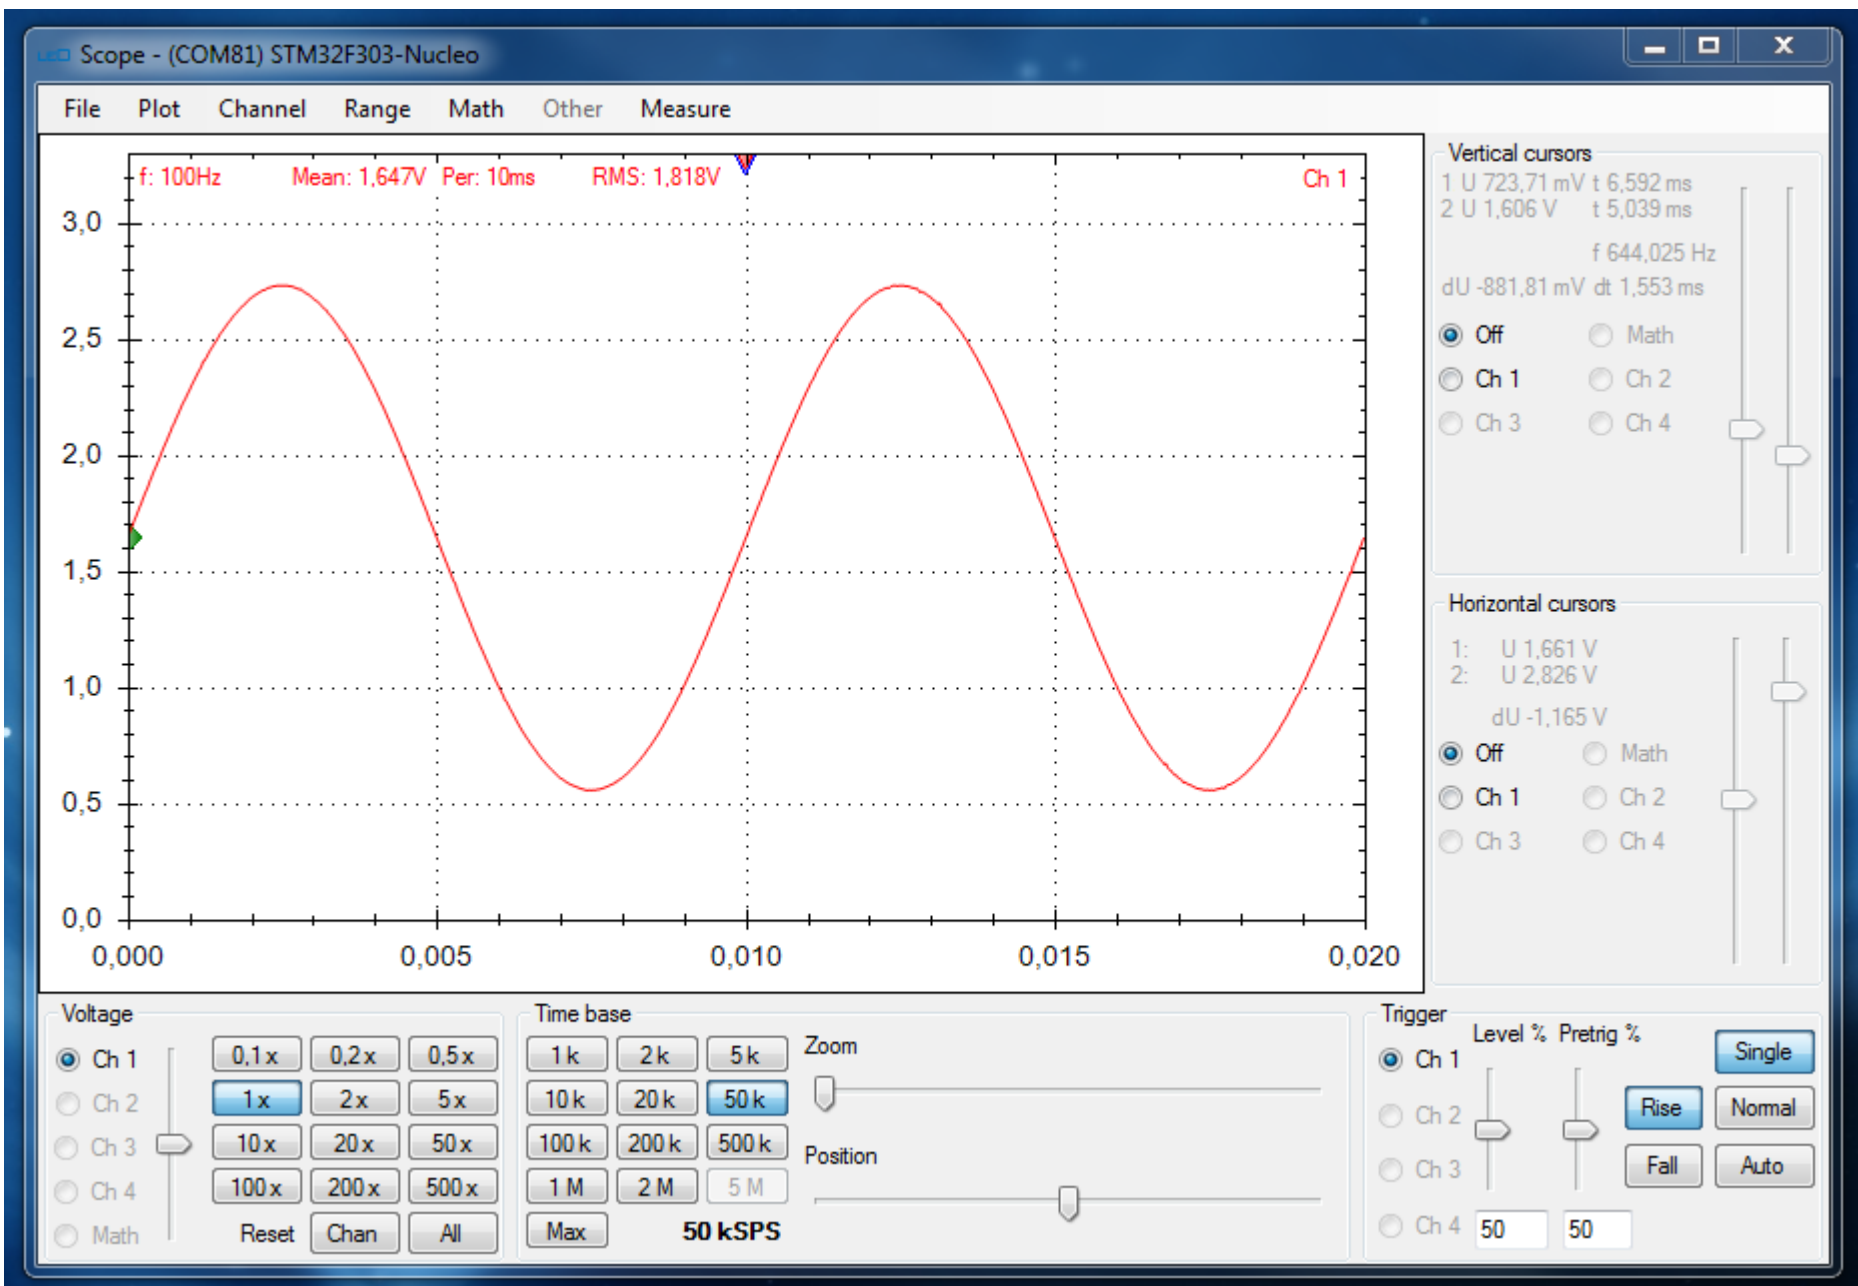 LEO Scope - (COM81) STM32F303-Nucleo
File Plot Channel Range Math Other Measure
f: 100Hz Mean: 1,647V Per: 10ms RMS: 1,818V Ch 1
3,0
2,5
2,0
1,5
1,0
0,5
0,0
0,000 0,005 0,010 0,015 0,020
Vertical cursors
1 U 723,71 mV t 6,592 ms
2 U 1,606 V t 5,039 ms
f 644,025 Hz
dU -881,81 mV dt 1,553 ms
Off Math
Ch 1 Ch 2
Ch 3 Ch 4
Horizontal cursors
1: U 1,661 V
2: U 2,826 V
dU -1,165 V
Off Math
Ch 1 Ch 2
Ch 3 Ch 4
Voltage
Ch 1 0,1 x 0,2 x 0,5 x
Ch 2 1 x 2 x 5 x
Ch 3 10 x 20 x 50 x
Ch 4 100 x 200 x 500 x
Math Reset Chan All
Time base
1 k 2 k 5 k Zoom
10 k 20 k 50 k
100 k 200 k 500 k Position
1 M 2 M 5 M
Max 50 kSPS
Trigger
Level % Pretrig %
Ch 1 Single
Ch 2 Rise Normal
Ch 3 Fall Auto
Ch 4 50 50